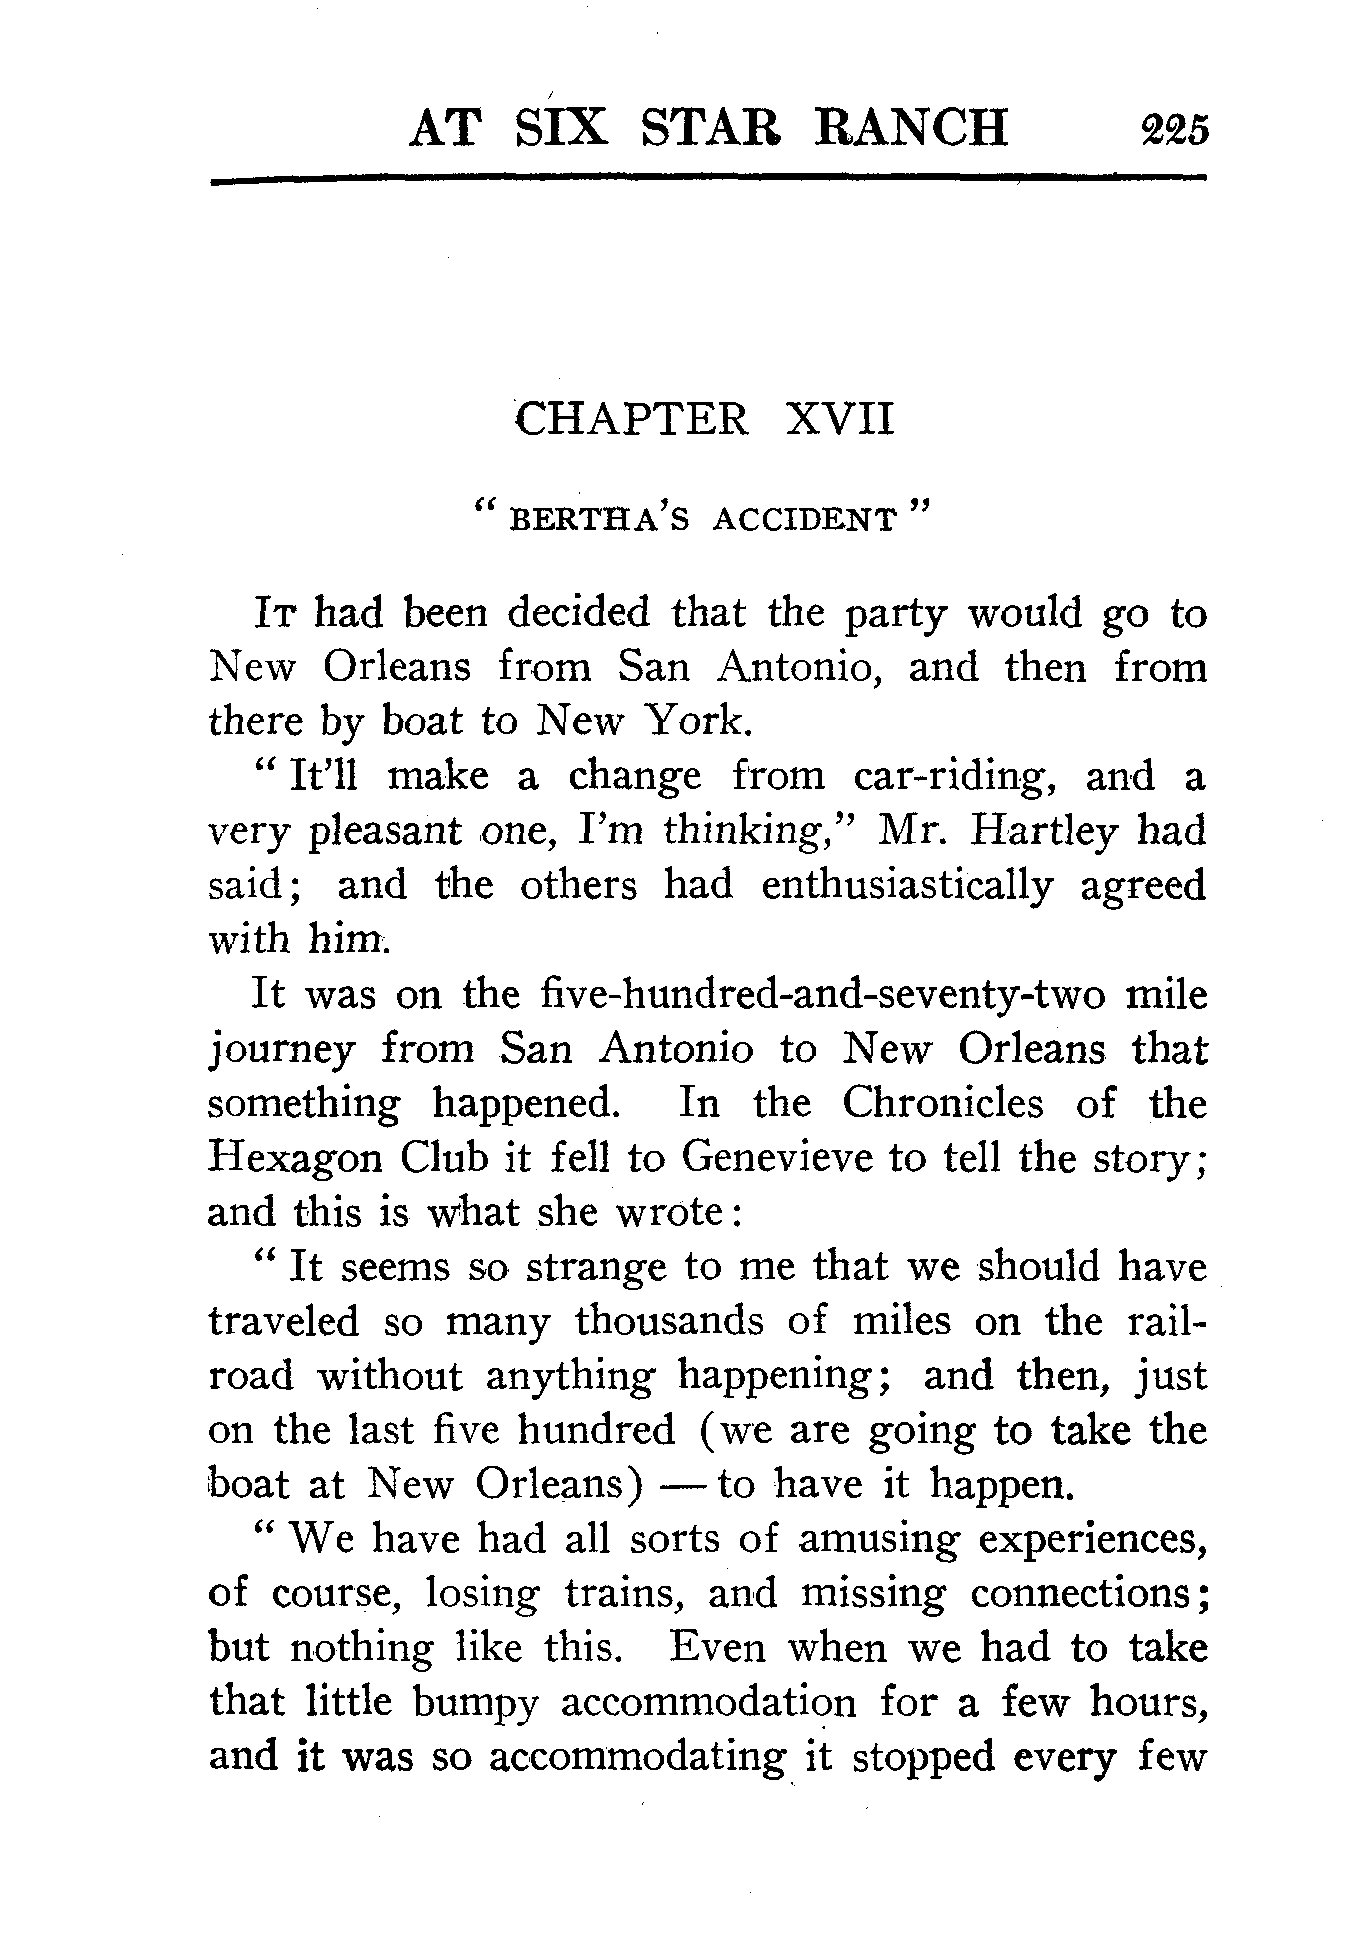 AT SIX STAR RANCH 225
CHAPTER XVII
"BERTHA'S ACCIDENT"
IT had been decided that the party would go to
New Orleans from San Antonio, and then from
there by boat to New York.
"It'll make a change from car-riding, and a
very pleasant one, I'm thinking," Mr. Hartley had
said; and the others had enthusiastically agreed
with him.
It was on the five-hundred-and-seventy-two mile
journey from San Antonio to New Orleans that
something happened. In the Chronicles of the
Hexagon Club it fell to Genevieve to tell the story;
and this is what she wrote:
"It seems so strange to me that we should have
traveled so many thousands of miles on the rail-
road without anything happening; and then, just
on the last five hundred (we are going to take the
boat at New Orleans) — to have it happen.
"We have had all sorts of amusing experiences,
of course, losing trains, and missing connections;
but nothing like this. Even when we had to take
that little bumpy accommodation for a few hours,
and it was so accommodating it stopped every few